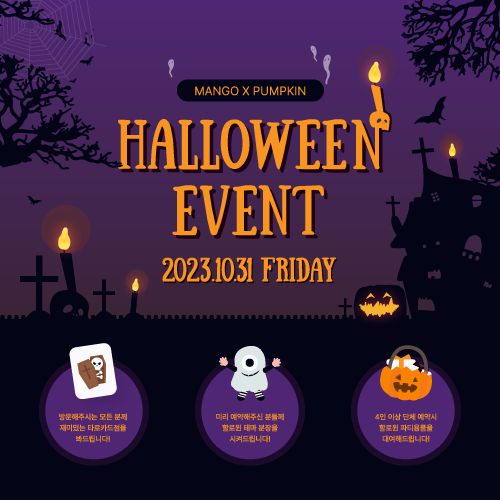 MANGO X PUMPKIN
HALLOWEEN
EVENT
2023.10.31 FRIDAY
방문해주시는 모든 분께
재미있는 타로카드점을
봐드립니다!
미리 예약해주신 분들께
할로윈 테마 분장을
시켜드립니다!
4인 이상 단체 예약시
할로윈 파티용품을
대여해드립니다!